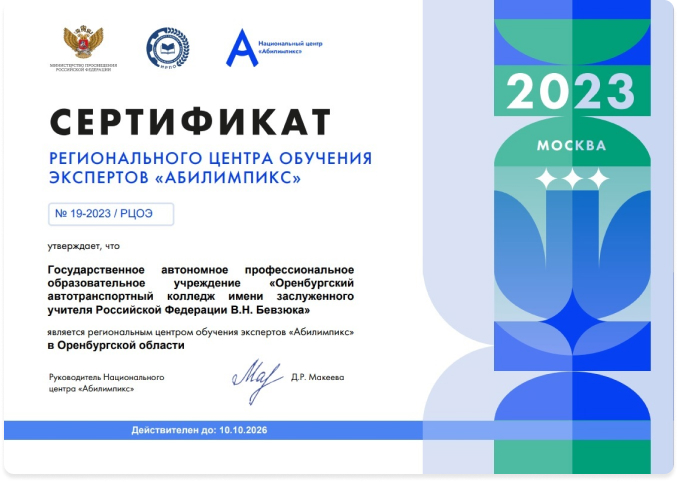 МИНИСТЕРСТВО ПРОСВЕЩЕНИЯ
РОССИЙСКОЙ ФЕДЕРАЦИИ
ИРПО
Национальный центр
«Абилимпикс»
СЕРТИФИКАТ
РЕГИОНАЛЬНОГО ЦЕНТРА ОБУЧЕНИЯ
ЭКСПЕРТОВ «АБИЛИМПИКС»
№ 19-2023 / РЦОЭ
утверждает, что
Государственное автономное профессиональное
образовательное учреждение «Оренбургский
автотранспортный колледж имени заслуженного
учителя Российской Федерации В.Н. Бевзюка»
является региональным центром обучения экспертов «Абилимпикс»
в Оренбургской области
Руководитель Национального
центра «Абилимпикс»
Д.Р. Макеева
Действителен до: 10.10.2026
2023
МОСКВА